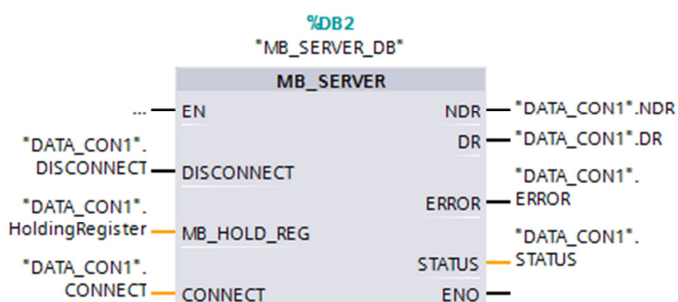 %DB2
"MB_SERVER_DB"
MB_SERVER
... EN
NDR "DATA_CON1".NDR
DR "DATA_CON1".DR
"DATA_CON1".
DISCONNECT DISCONNECT
"DATA_CON1".
ERROR ERROR
"DATA_CON1".
HoldingRegister MB_HOLD_REG
"DATA_CON1".
STATUS STATUS
"DATA_CON1".
CONNECT CONNECT
ENO